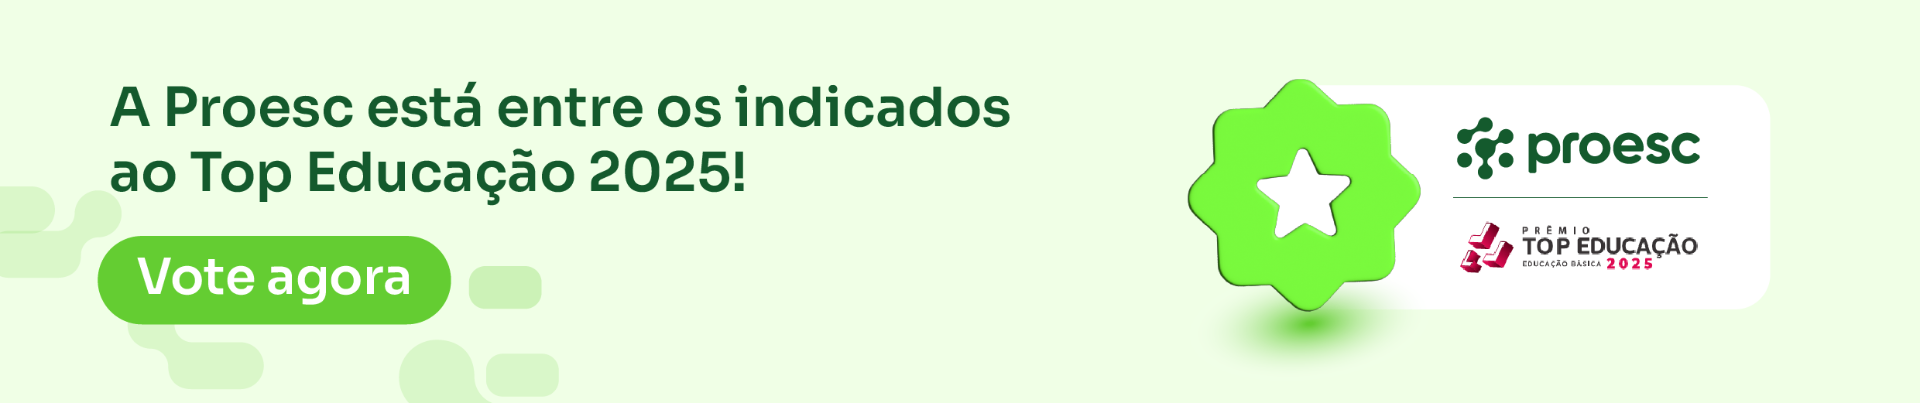 A Proesc está entre os indicados
ao Top Educação 2025!
Vote agora
proesc
PRÊMIO
TOP EDUCAÇÃO
EDUCAÇÃO BÁSICA 2025